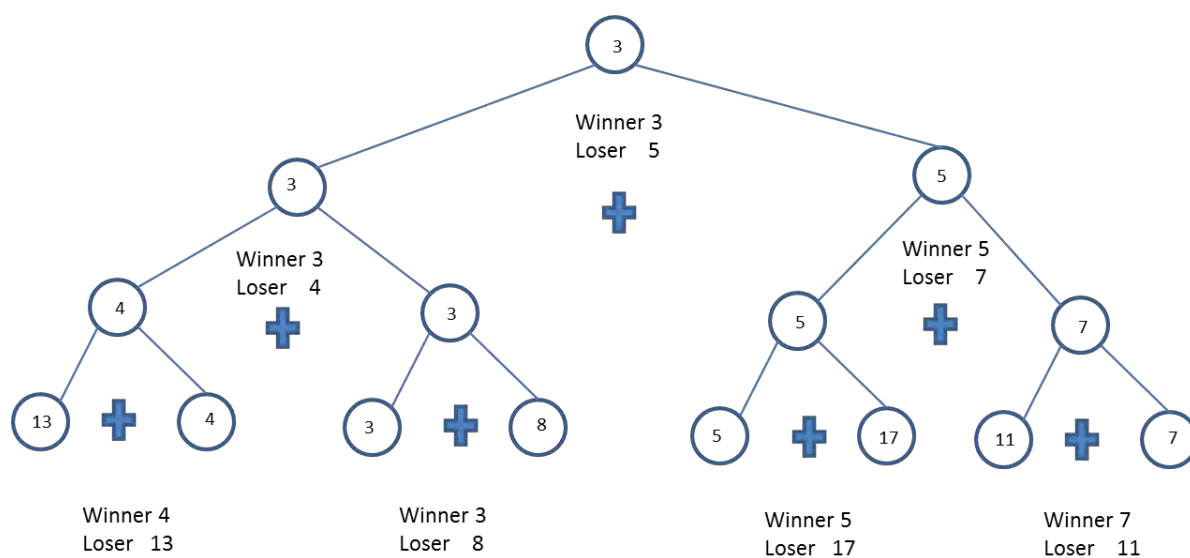 3
Winner 3
Loser 5
3
5
Winner 3
Loser 4
Winner 5
Loser 7
4
3
5
7
13
4
3
8
5
17
11
7
Winner 4
Loser 13
Winner 3
Loser 8
Winner 5
Loser 17
Winner 7
Loser 11